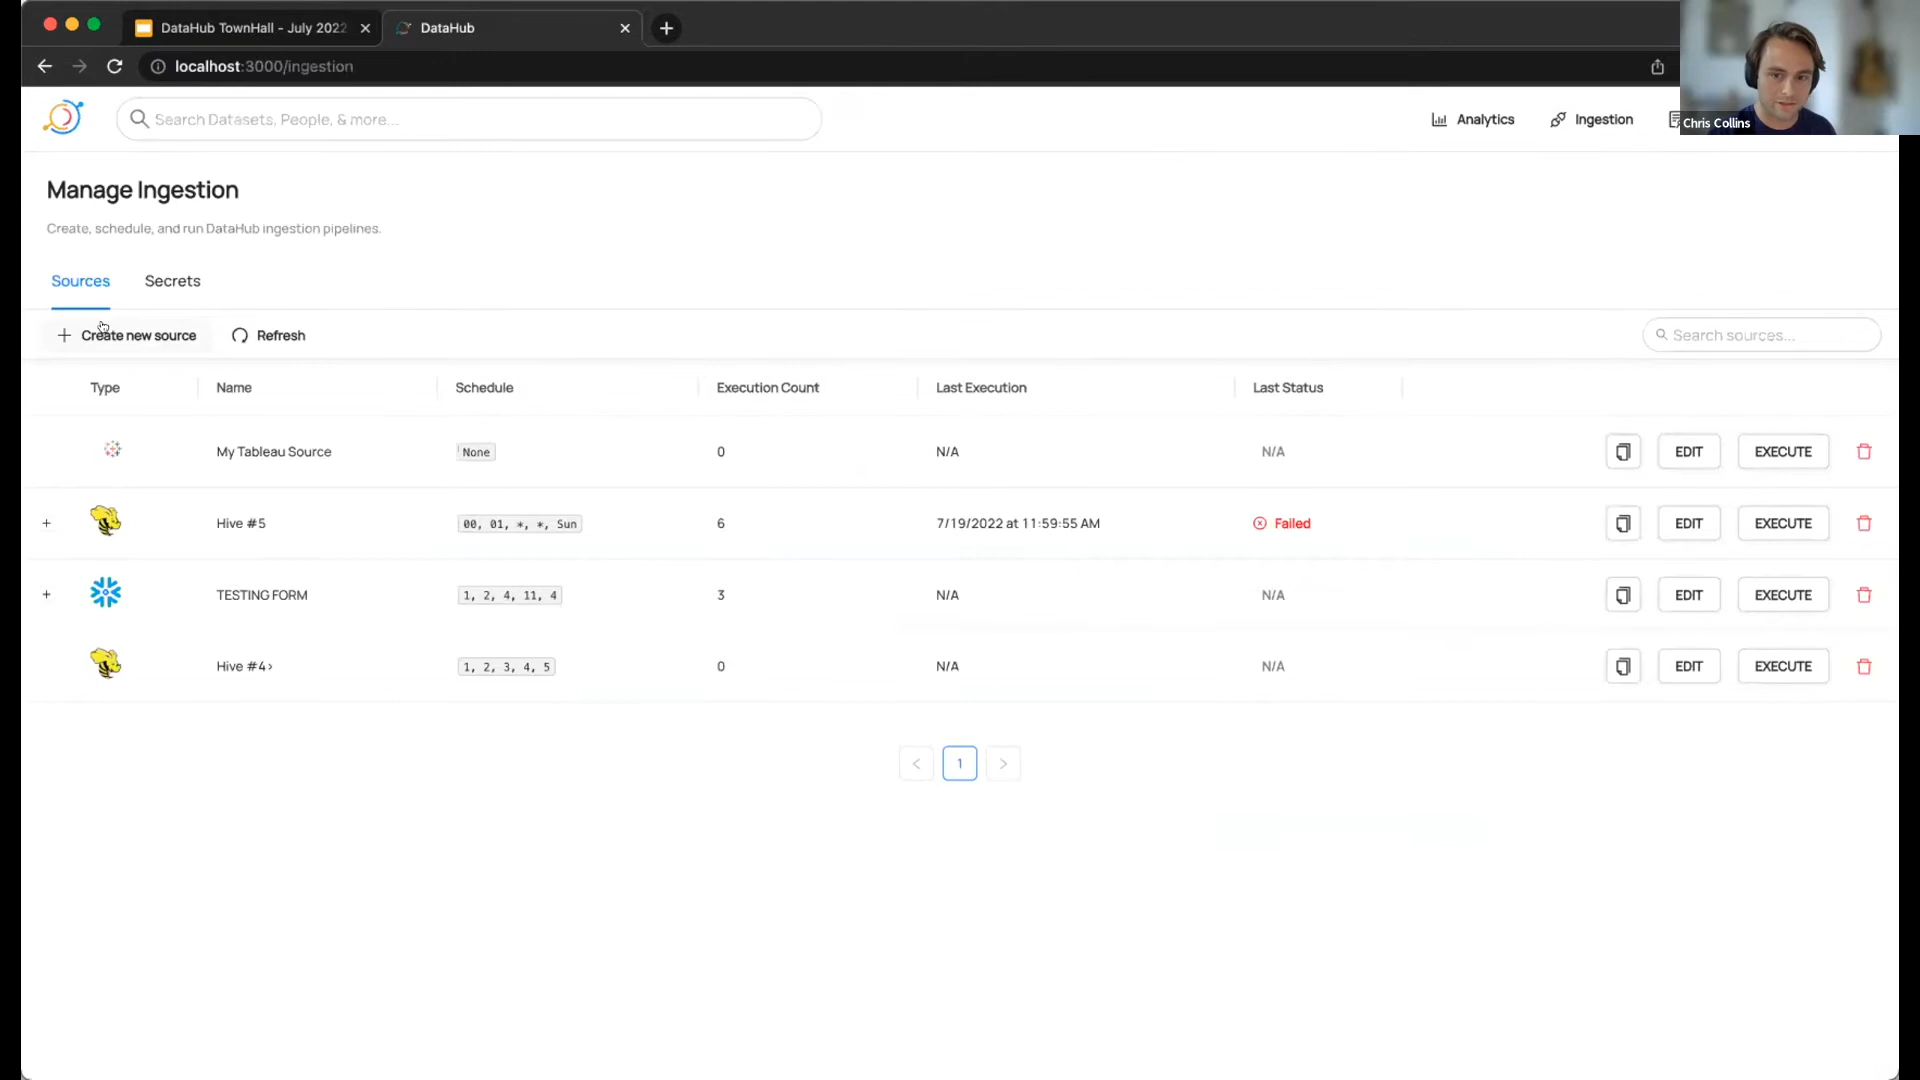 DataHub TownHall - July 2022
DataHub
localhost:3000/ingestion
Search Datasets, People, & more...
Analytics
Ingestion
Chris Collins
Manage Ingestion
Create, schedule, and run DataHub ingestion pipelines.
Sources
Secrets
Create new source
Refresh
Search sources...
Type Name Schedule Execution Count Last Execution Last Status
My Tableau Source None 0 N/A N/A EDIT EXECUTE
+ Hive #5 00, 01, *, *, Sun 6 7/19/2022 at 11:59:55 AM Failed EDIT EXECUTE
+ TESTING FORM 1, 2, 4, 11, 4 3 N/A N/A EDIT EXECUTE
Hive #4> 1, 2, 3, 4, 5 0 N/A N/A EDIT EXECUTE
< 1 >